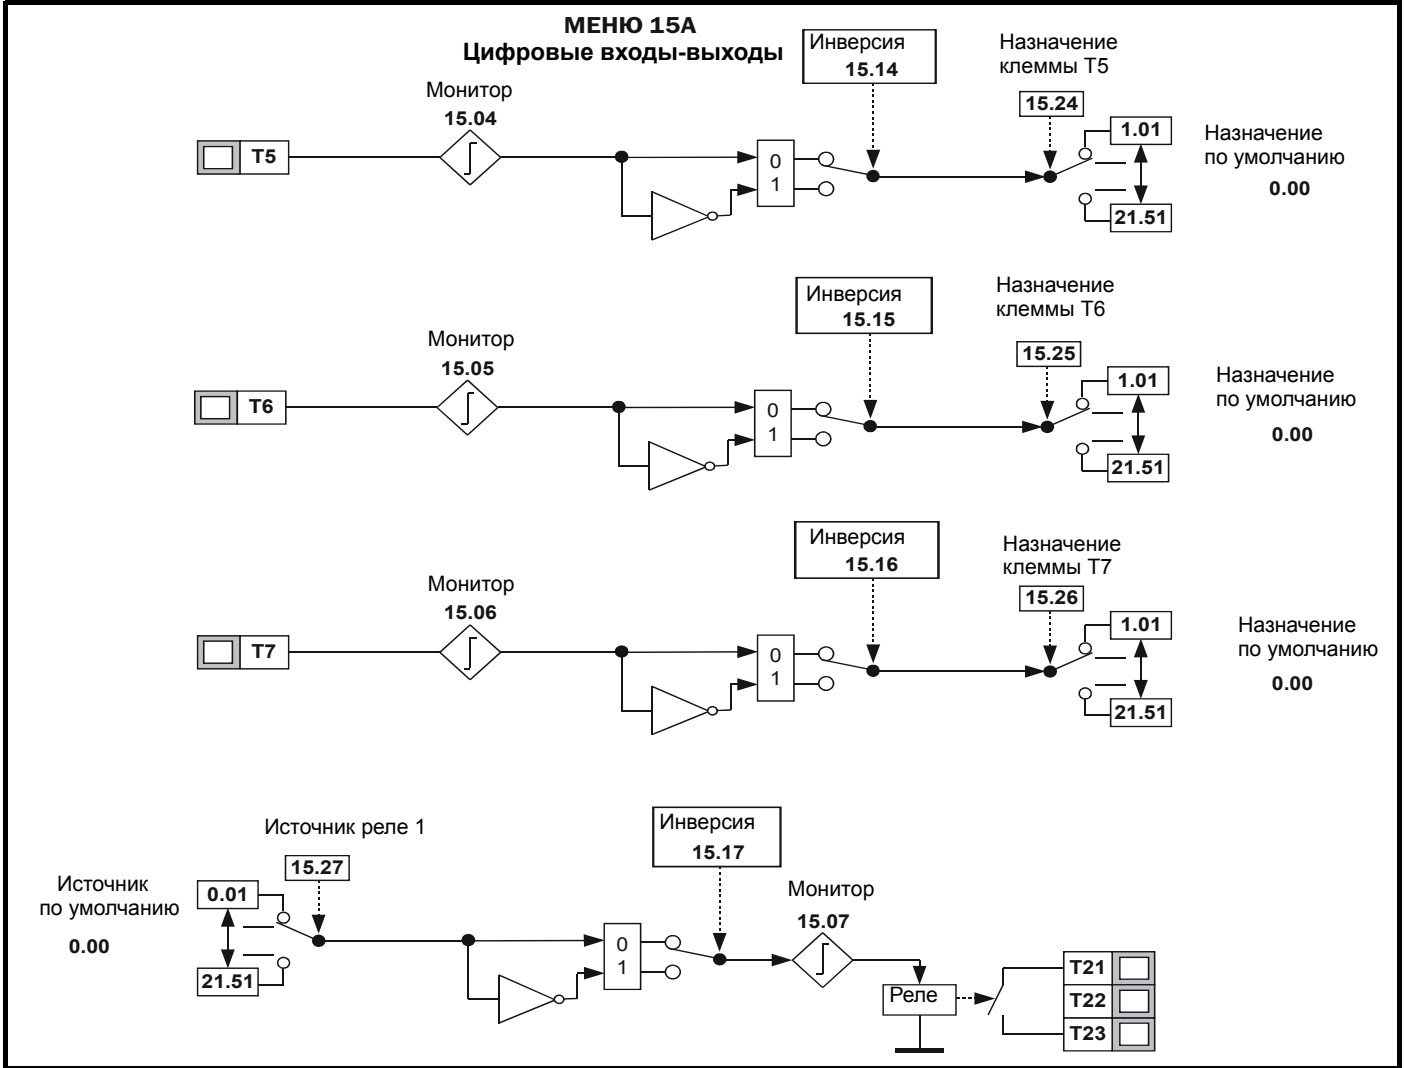 МЕНЮ 15А
Цифровые входы-выходы
Инверсия
15.14
Назначение
клеммы Т5
Монитор
15.04
15.24
1.01
Назначение
по умолчанию
0.00
T5
0
1
21.51
Инверсия
15.15
Назначение
клеммы Т6
Монитор
15.05
15.25
1.01
Назначение
по умолчанию
0.00
T6
0
1
21.51
Инверсия
15.16
Назначение
клеммы Т7
Монитор
15.06
15.26
1.01
Назначение
по умолчанию
0.00
T7
0
1
21.51
Источник реле 1
Инверсия
15.17
15.27
Источник
по умолчанию
0.00
0.01
21.51
0
1
Монитор
15.07
Реле
T21
T22
T23